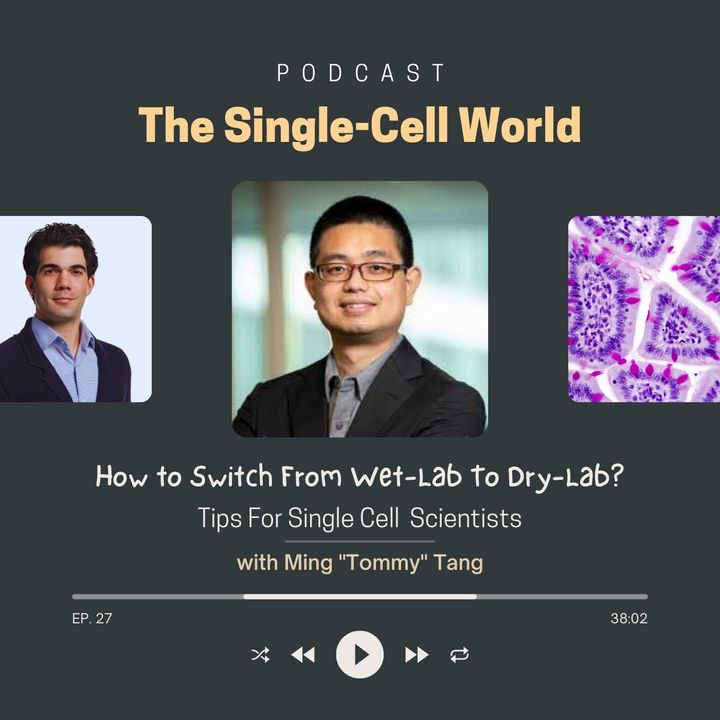 PODCAST
The Single-Cell World
How to Switch From Wet-Lab to Dry-Lab?
Tips For Single Cell Scientists
with Ming "Tommy" Tang
EP. 27 38:02